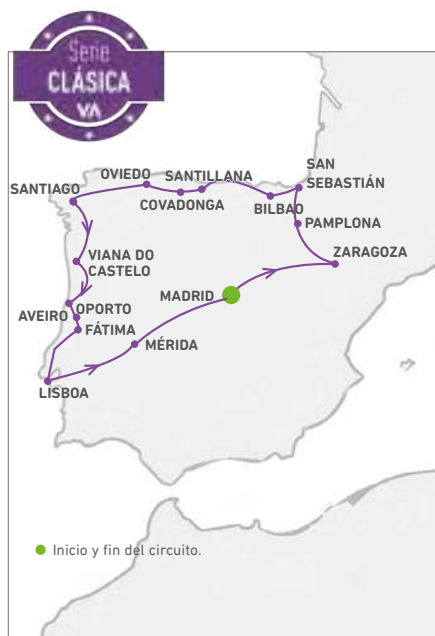 Serie
CLÁSICA
VA
OVIEDO
SANTILLANA
SAN
SEBASTIÁN
SANTIAGO
COVADONGA
BILBAO
PAMPLONA
VIANA DO
CASTELO
ZARAGOZA
MADRID
AVEIRO
OPORTO
FÁTIMA
MÉRIDA
LISBOA
Inicio y fin del circuito.